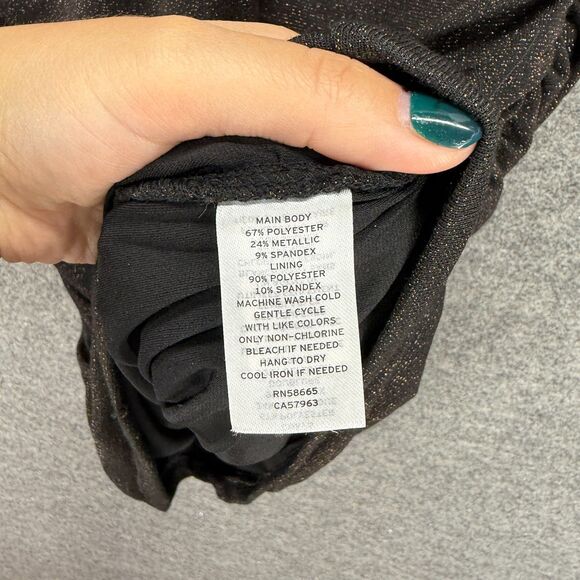 MAIN BODY
67% POLYESTER
24% METALLIC
9% SPANDEX
LINING
90% POLYESTER
10% SPANDEX
MACHINE WASH COLD
GENTLE CYCLE
WITH LIKE COLORS
ONLY NON-CHLORINE
BLEACH IF NEEDED
HANG TO DRY
COOL IRON IF NEEDED
RN58665
CA57963